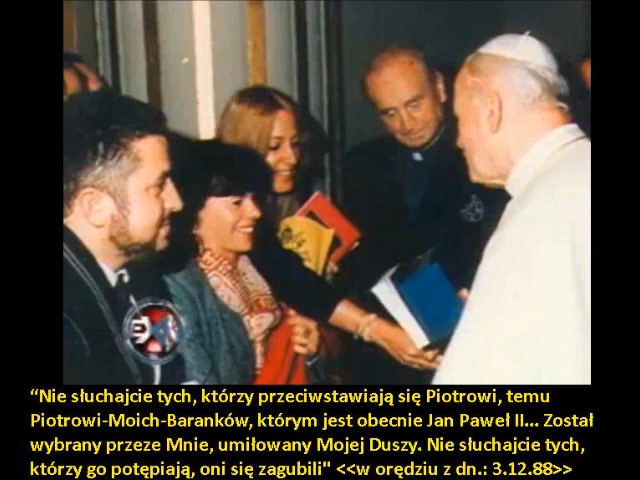 “Nie słuchajcie tych, którzy przeciwstawiają się Piotrowi, temu
Piotrowi-Moich-Baranków, którym jest obecnie Jan Paweł II... Został
wybrany przeze Mnie, umiłowany Mojej Duszy. Nie słuchajcie tych,
którzy go potępiają, oni się zagubili" <<w orędziu z dn.: 3.12.88>>